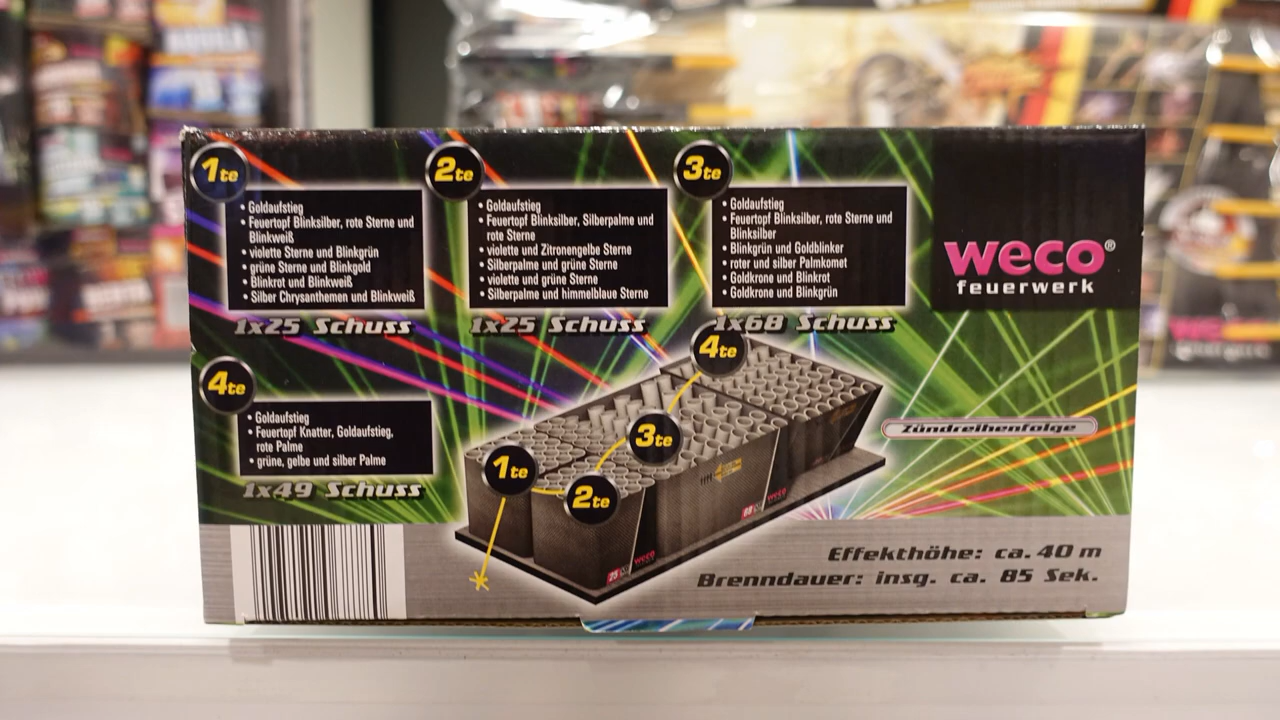 1te
• Goldaufstieg
• Feuertopf Blinksilber, rote Sterne und
Blinkweiß
• violette Sterne und Blinkgrün
• grüne Sterne und Blinkgold
• Blinkrot und Blinkweiß
• Silber Chrysanthemen und Blinkweiß
1x25 Schuss
2te
• Goldaufstieg
• Feuertopf Blinksilber, Silberpalme und
rote Sterne
• violette und Zitronengelbe Sterne
• Silberpalme und grüne Sterne
• violette und grüne Sterne
• Silberpalme und himmelblaue Sterne
1x25 Schuss
3te
• Goldaufstieg
• Feuertopf Blinksilber, rote Sterne und
Blinksilber
• Blinkgrün und Goldblinker
• roter und silber Palmkomet
• Goldkrone und Blinkrot
• Goldkrone und Blinkgrün
1x68 Schuss
weco®
feuerwerk
4te
• Goldaufstieg
• Feuertopf Knatter, Goldaufstieg,
rote Palme
• grüne, gelbe und silber Palme
1x49 Schuss
4te
3te
1te
2te
Zündreihenfolge
weco
25
weco
Effekthöhe: ca. 40 m
Brenndauer: insg. ca. 85 Sek.